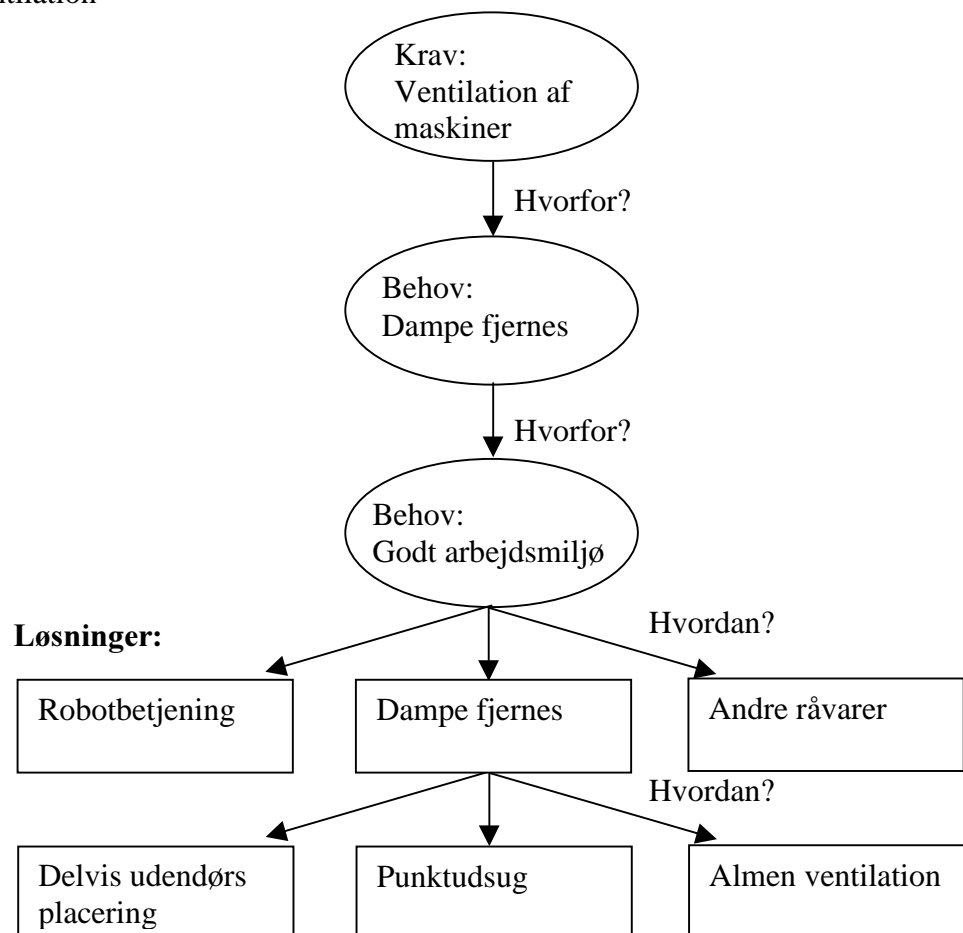 Krav:
Ventilation af
maskiner
Hvorfor?
Behov:
Dampe fjernes
Hvorfor?
Behov:
Godt arbejdsmiljø
Hvordan?
Løsninger:
Robotbetjening
Dampe fjernes
Andre råvarer
Hvordan?
Delvis udendørs
placering
Punktudsug
Almen ventilation